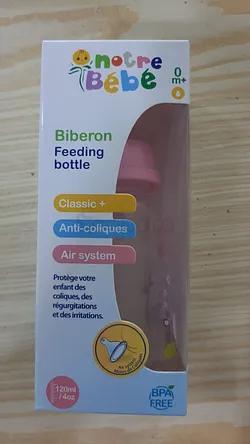 notre
Bébé
0
m+
Biberon
Feeding
bottle
Classic +
Anti-coliques
Air system
Protège votre
enfant des
coliques, des
régurgitations
et des irritations.
120ml
/ 4oz
BPA
FREE